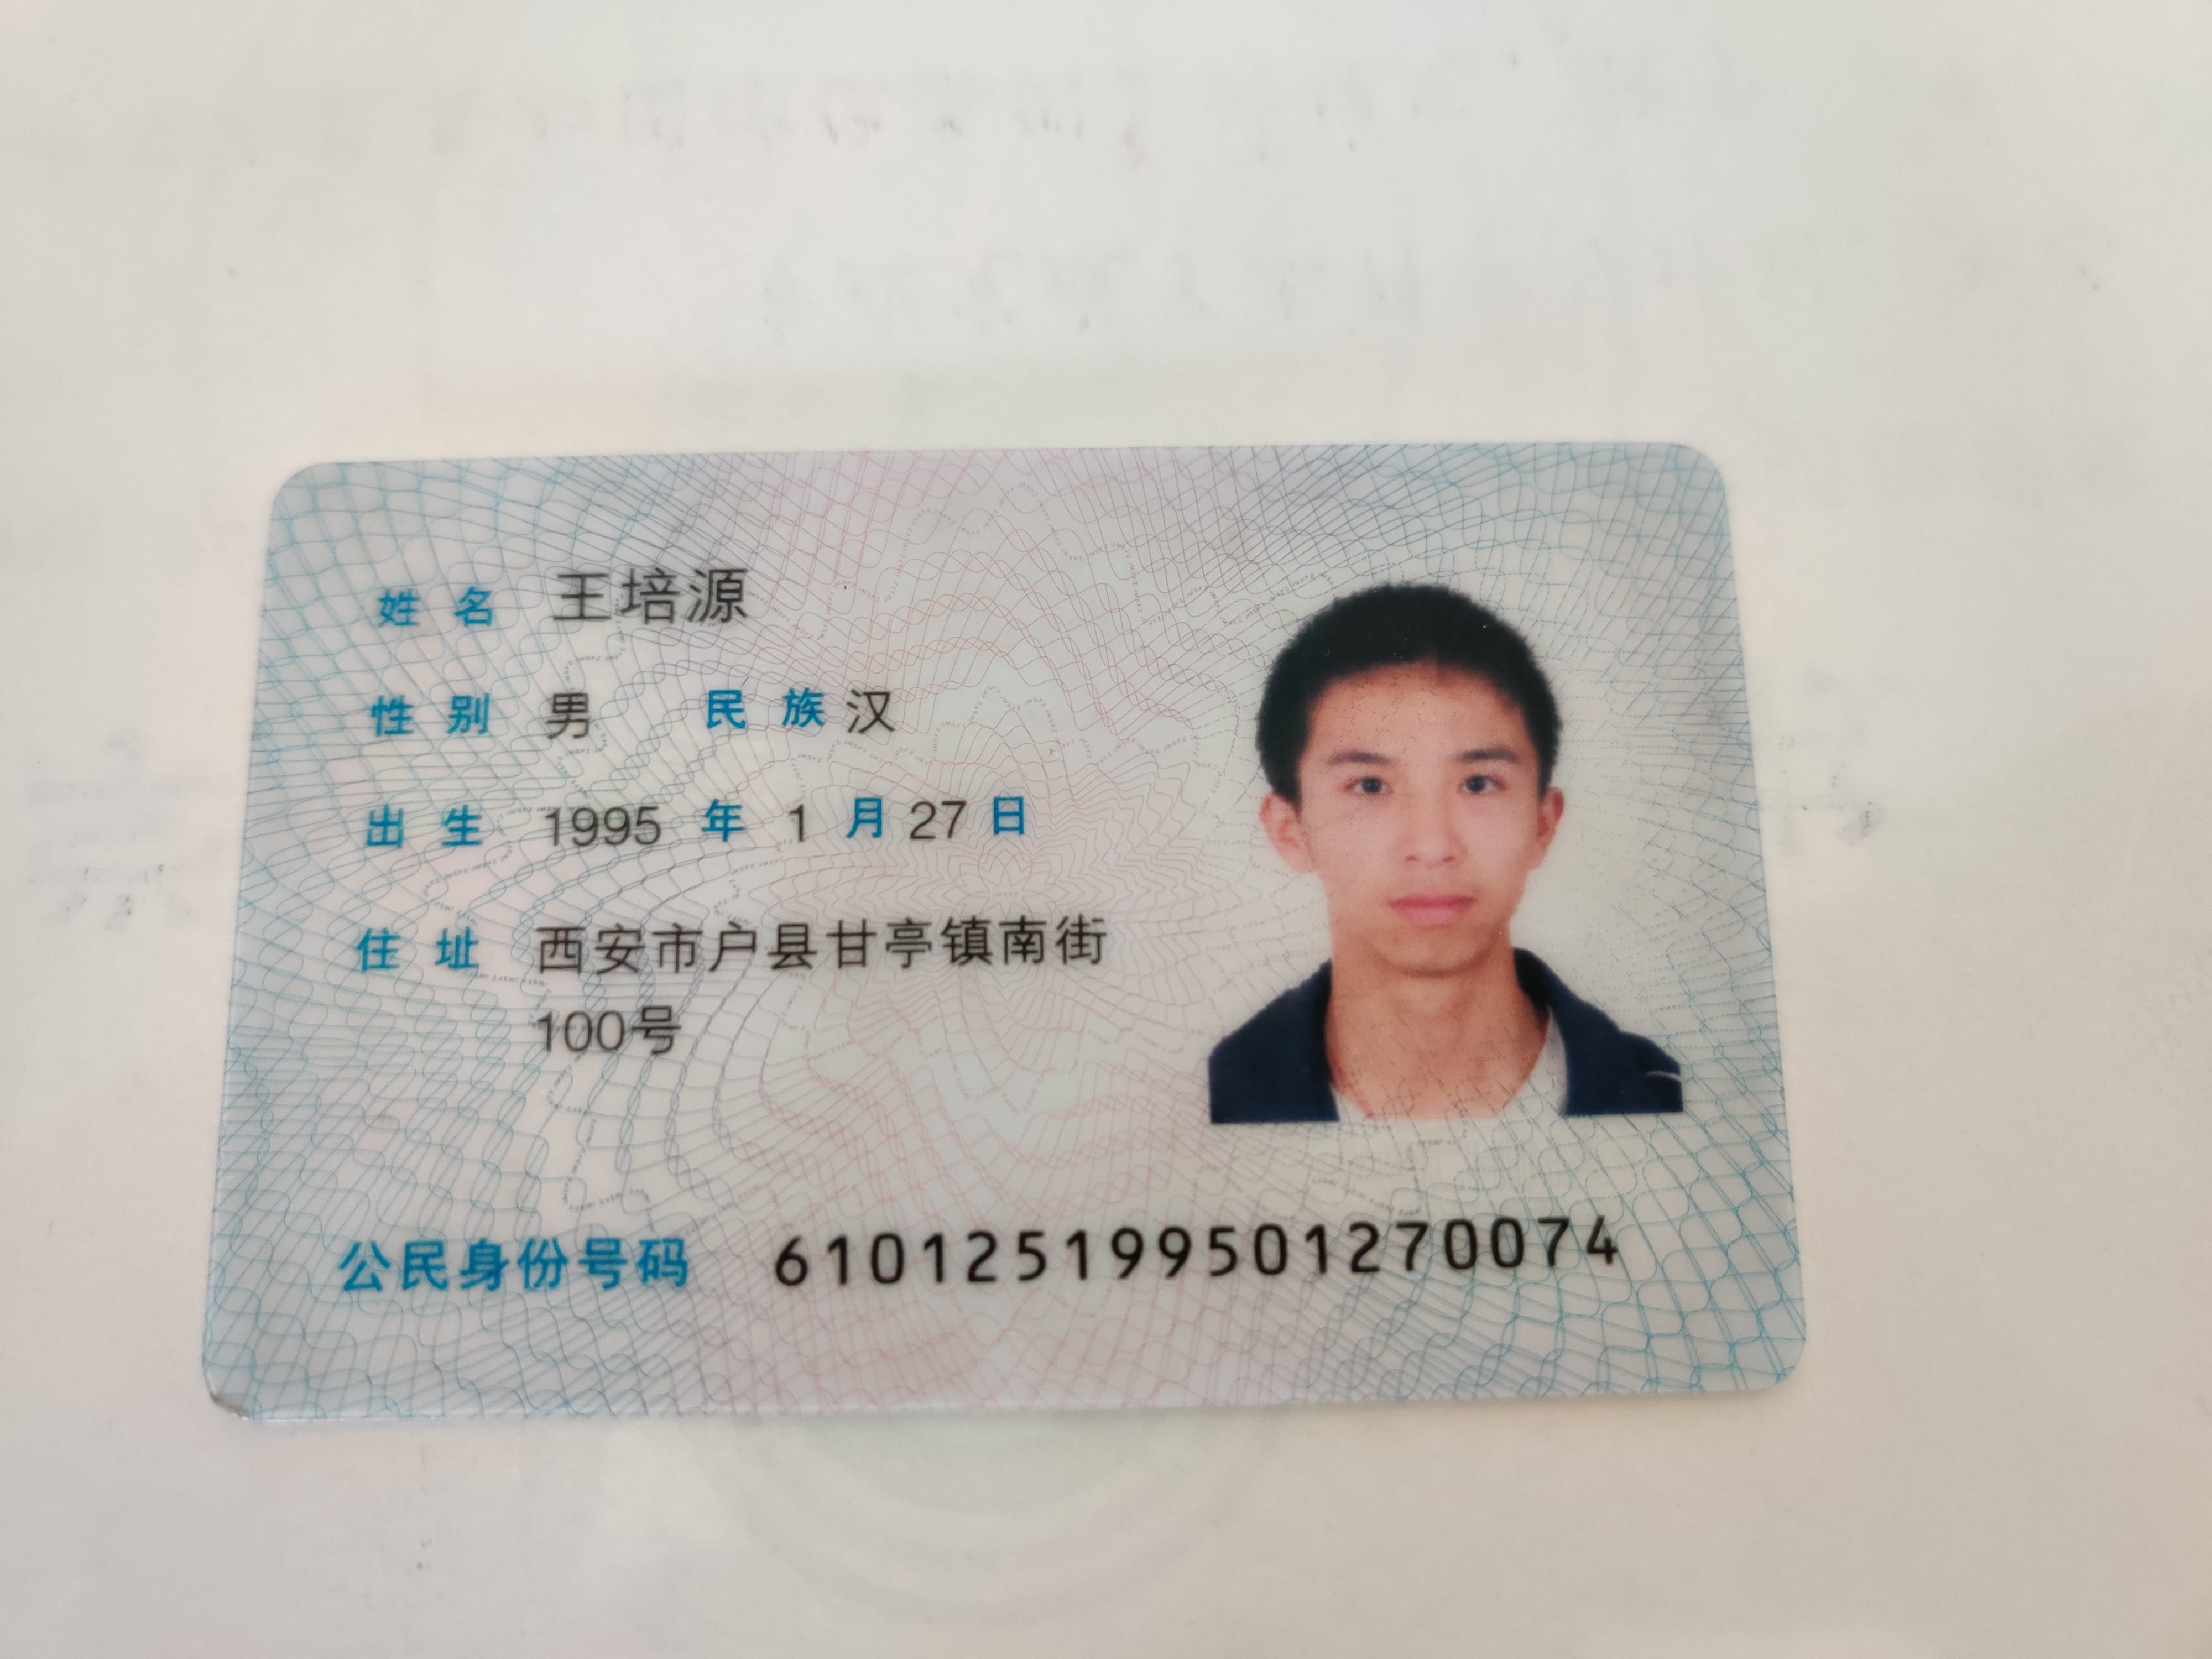 姓名 王培源
性别 男 民族 汉
出生 1995 年 1 月 27 日
住址 西安市户县甘亭镇南街
100号
公民身份号码 610125199501270074